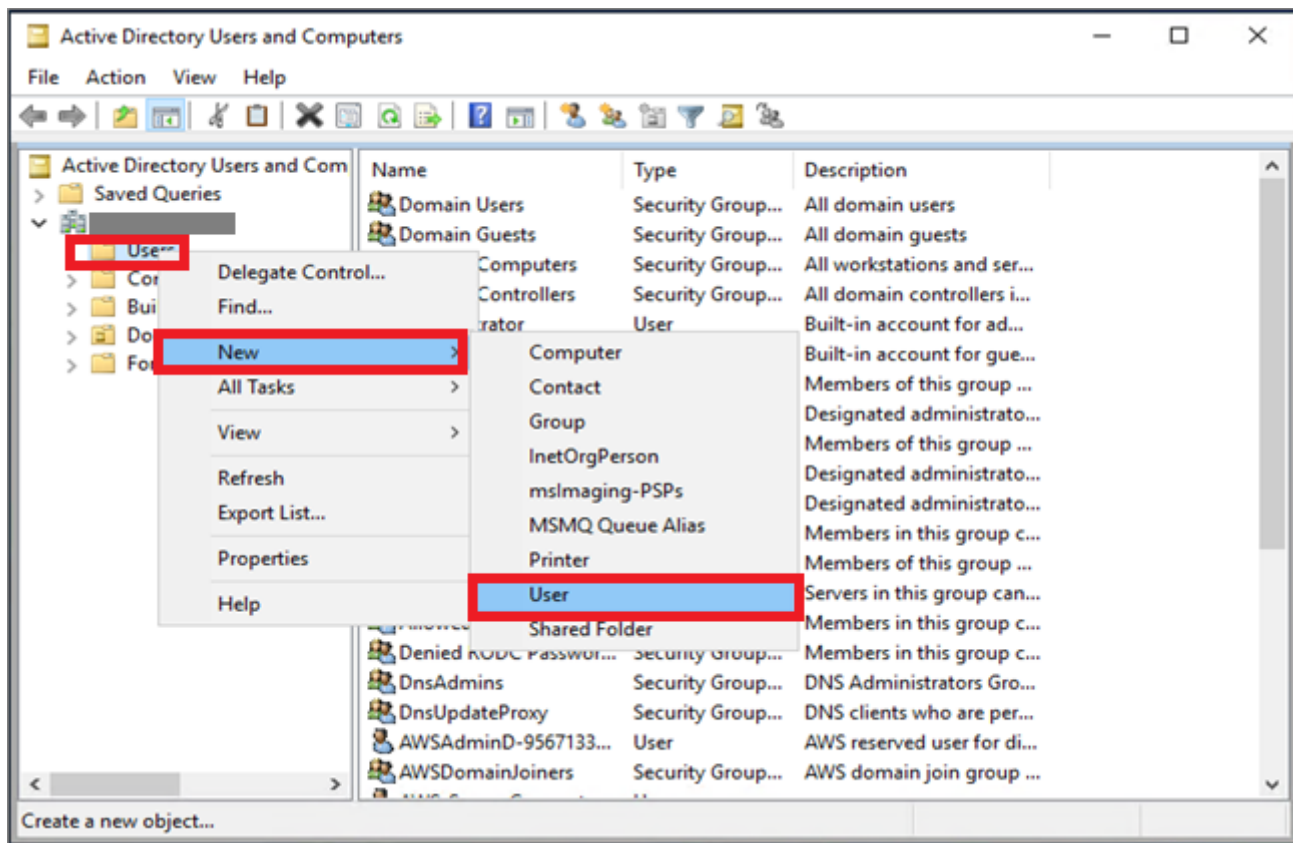 Active Directory Users and Computers
File Action View Help
Active Directory Users and Com
Saved Queries
Users
Name Type Description
Domain Users Security Group... All domain users
Domain Guests Security Group... All domain guests
Computers Security Group... All workstations and ser...
Controllers Security Group... All domain controllers i...
User Built-in account for ad...
Built-in account for gue...
Members of this group ...
Designated administrato...
Members of this group ...
Designated administrato...
Designated administrato...
Members in this group c...
Members of this group ...
Servers in this group can...
Members in this group c...
Denied RODC Passwor... Security Group... Members in this group c...
DnsAdmins Security Group... DNS Administrators Gro...
DnsUpdateProxy Security Group... DNS clients who are per...
AWSAdminD-9567133... User AWS reserved user for di...
AWSDomainJoiners Security Group... AWS domain join group ...
Delegate Control...
Find...
New
All Tasks
View
Refresh
Export List...
Properties
Help
Computer
Contact
Group
InetOrgPerson
msImaging-PSPs
MSMQ Queue Alias
Printer
User
Shared Folder
Create a new object...